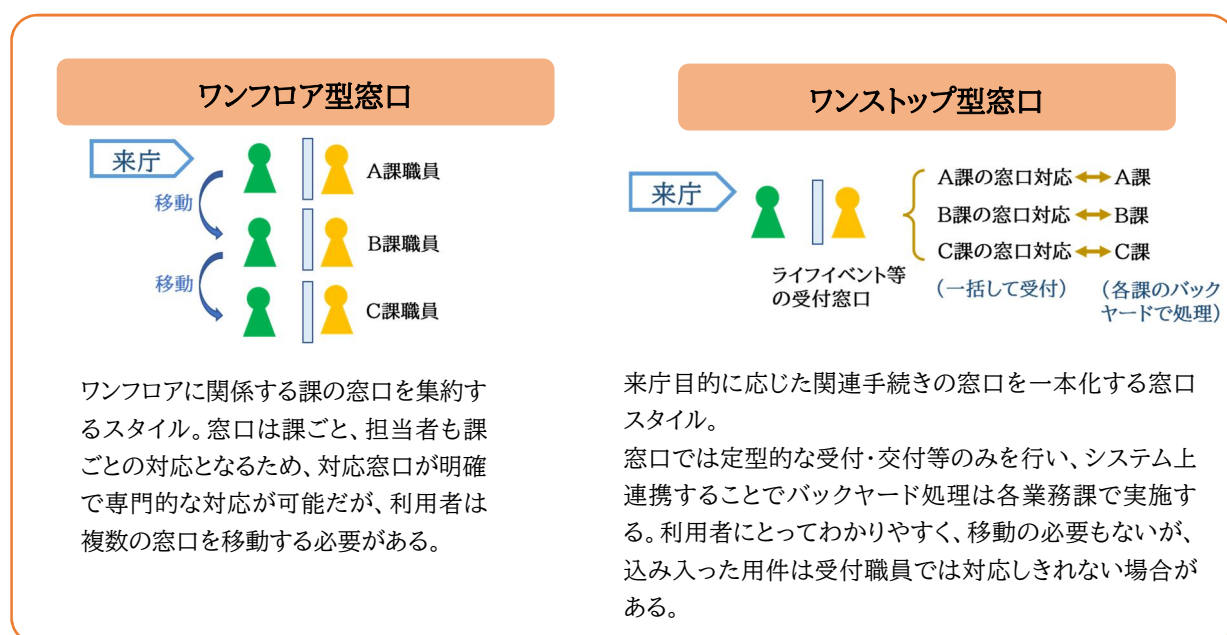 ワンフロア型窓口
来庁
移動
移動
A課職員
B課職員
C課職員
ワンフロアに関係する課の窓口を集約す
るスタイル。窓口は課ごと、担当者も課
ごとの対応となるため、対応窓口が明確
で専門的な対応が可能だが、利用者は
複数の窓口を移動する必要がある。
ワンストップ型窓口
来庁
ライフイベント等
の受付窓口
A課の窓口対応 A課
B課の窓口対応 B課
C課の窓口対応 C課
(一括して受付)
(各課のバック
ヤードで処理)
来庁目的に応じた関連手続きの窓口を一本化する窓口
スタイル。
窓口では定型的な受付・交付等のみを行い、システム上
連携することでバックヤード処理は各業務課で実施す
る。利用者にとってわかりやすく、移動の必要もないが、
込み入った用件は受付職員では対応しきれない場合が
ある。